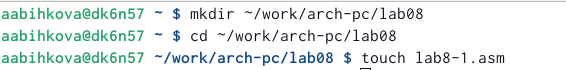 aabihkova@dk6n57 ~ $ mkdir ~/work/arch-pc/lab08
aabihkova@dk6n57 ~ $ cd ~/work/arch-pc/lab08
aabihkova@dk6n57 ~/work/arch-pc/lab08 $ touch lab8-1.asm